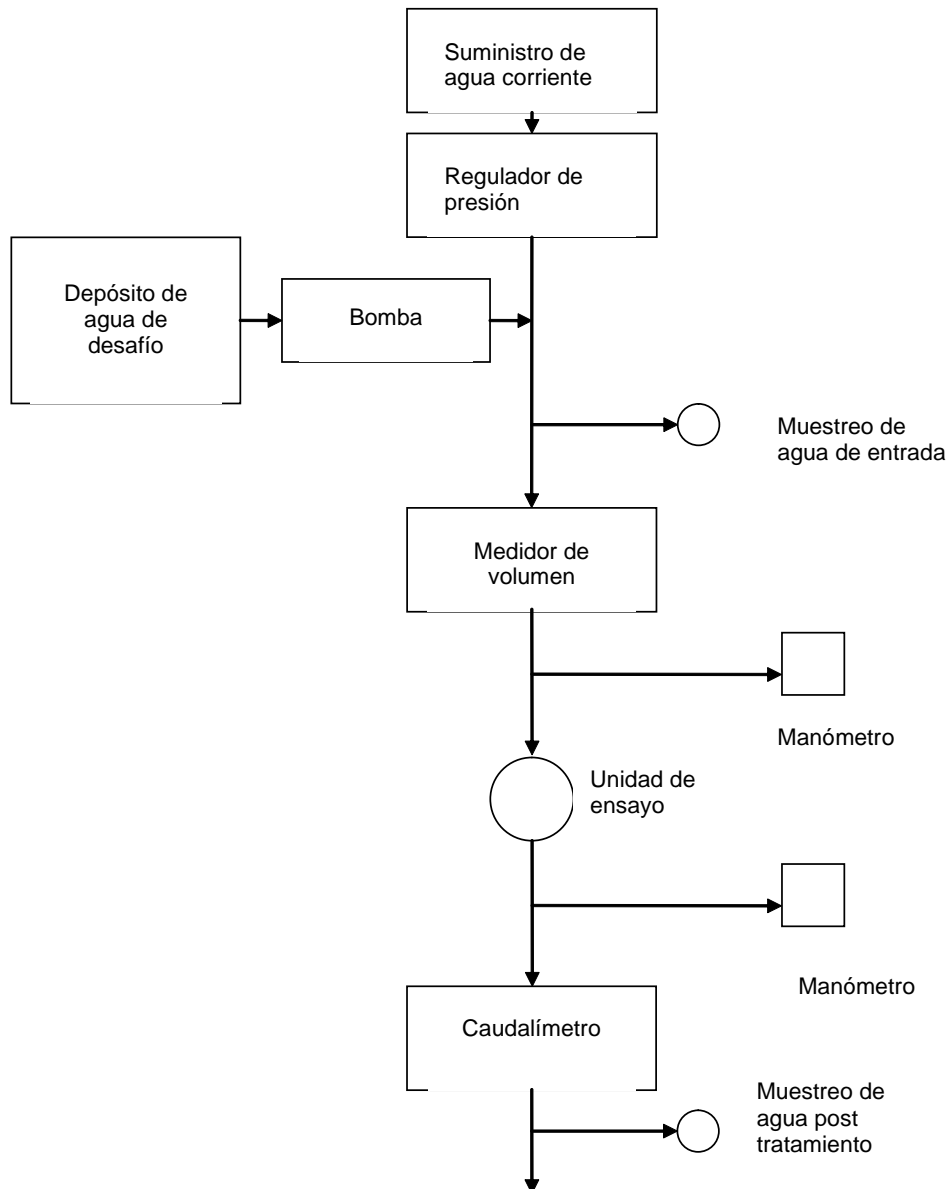 Suministro de
agua corriente
Regulador de
presión
Depósito de
agua de
desafío
Bomba
Muestreo de
agua de entrada
Medidor de
volumen
Manómetro
Unidad de
ensayo
Manómetro
Caudalímetro
Muestreo de
agua post
tratamiento